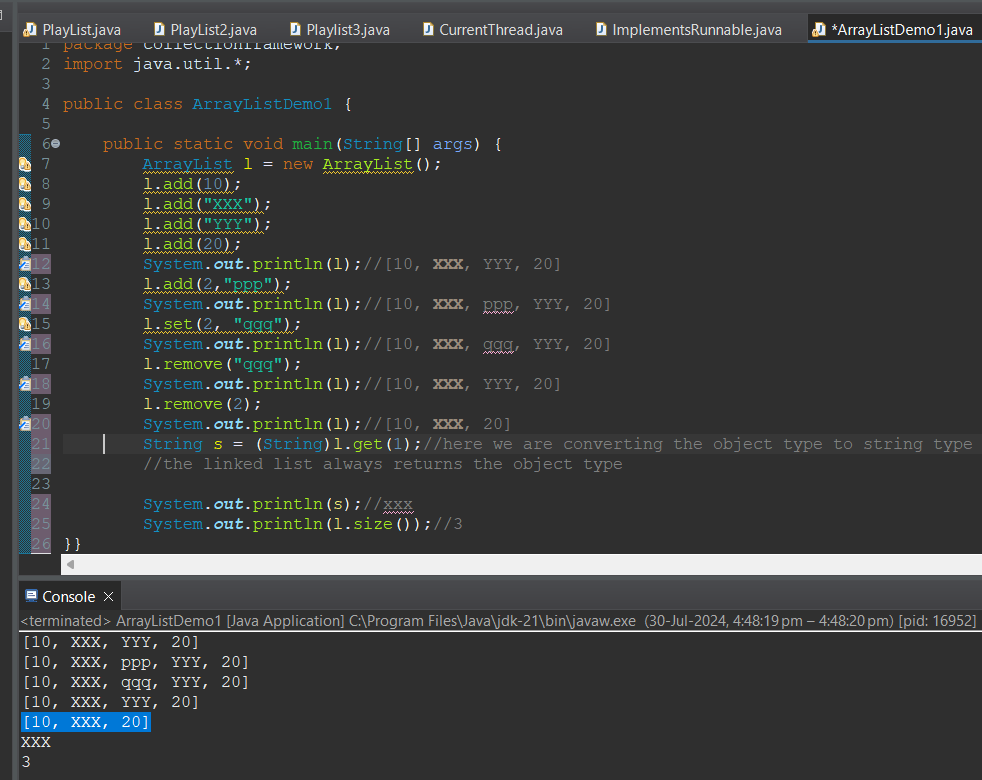 PlayList.java PlayList2.java Playlist3.java CurrentThread.java ImplementsRunnable.java *ArrayListDemo1.java
1 package collectionframework;
2 import java.util.*;
3
4 public class ArrayListDemo1 {
5
6 public static void main(String[] args) {
7 ArrayList l = new ArrayList();
8 l.add(10);
9 l.add("XXX");
10 l.add("YYY");
11 l.add(20);
12 System.out.println(l);//[10, XXX, YYY, 20]
13 l.add(2,"ppp");
14 System.out.println(l);//[10, XXX, ppp, YYY, 20]
15 l.set(2, "qqq");
16 System.out.println(l);//[10, XXX, qqq, YYY, 20]
17 l.remove("qqq");
18 System.out.println(l);//[10, XXX, YYY, 20]
19 l.remove(2);
20 System.out.println(l);//[10, XXX, 20]
21 String s = (String)l.get(1);//here we are converting the object type to string type
22 //the linked list always returns the object type
23
24 System.out.println(s);//xxx
25 System.out.println(l.size());//3
26 }}
Console
<terminated> ArrayListDemo1 [Java Application] C:\Program Files\Java\jdk-21\bin\javaw.exe (30-Jul-2024, 4:48:19 pm – 4:48:20 pm) [pid: 16952]
[10, XXX, YYY, 20]
[10, XXX, ppp, YYY, 20]
[10, XXX, qqq, YYY, 20]
[10, XXX, YYY, 20]
[10, XXX, 20]
XXX
3